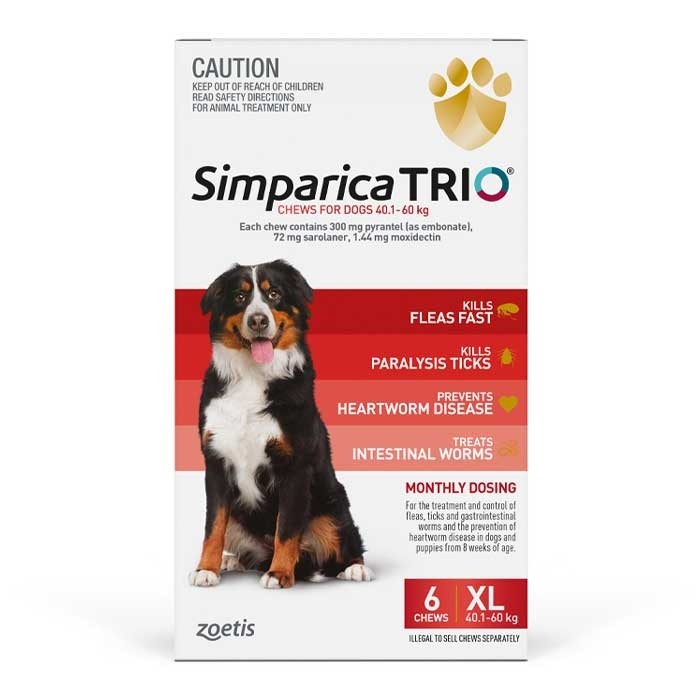 CAUTION
KEEP OUT OF REACH OF CHILDREN
READ SAFETY DIRECTIONS
FOR ANIMAL TREATMENT ONLY
Simparica TRIO®
CHEWS FOR DOGS 40.1-60 kg
Each chew contains 300 mg pyrantel (as embonate),
72 mg sarolaner, 1.44 mg moxidectin
KILLS
FLEAS FAST
KILLS
PARALYSIS TICKS
PREVENTS
HEARTWORM DISEASE
TREATS
INTESTINAL WORMS
MONTHLY DOSING
For the treatment and control of
fleas, ticks and gastrointestinal
worms and the prevention of
heartworm disease in dogs and
puppies from 8 weeks of age.
6
CHEWS
XL
40.1-60 kg
zoetis
ILLEGAL TO SELL CHEWS SEPARATELY